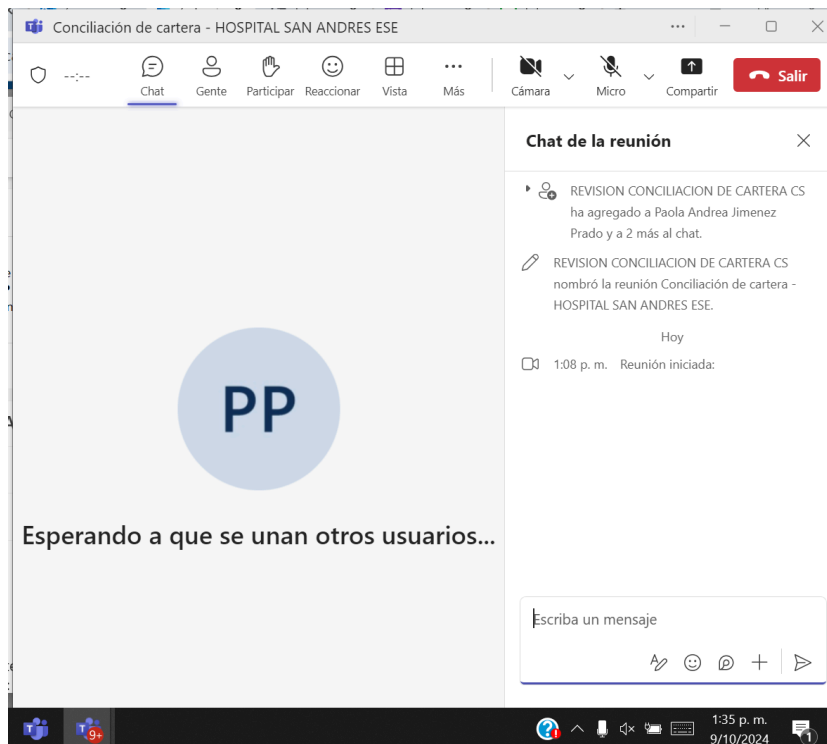 Conciliación de cartera - HOSPITAL SAN ANDRES ESE
--:--
Chat
Gente
Participar
Reaccionar
Vista
Más
Cámara
Micro
Compartir
Salir
Chat de la reunión
REVISION CONCILIACION DE CARTERA CS
ha agregado a Paola Andrea Jimenez
Prado y a 2 más al chat.
REVISION CONCILIACION DE CARTERA CS
nombró la reunión Conciliación de cartera -
HOSPITAL SAN ANDRES ESE.
Hoy
1:08 p. m. Reunión iniciada:
PP
Esperando a que se unan otros usuarios...
Escriba un mensaje
9+
1:35 p. m.
9/10/2024
1